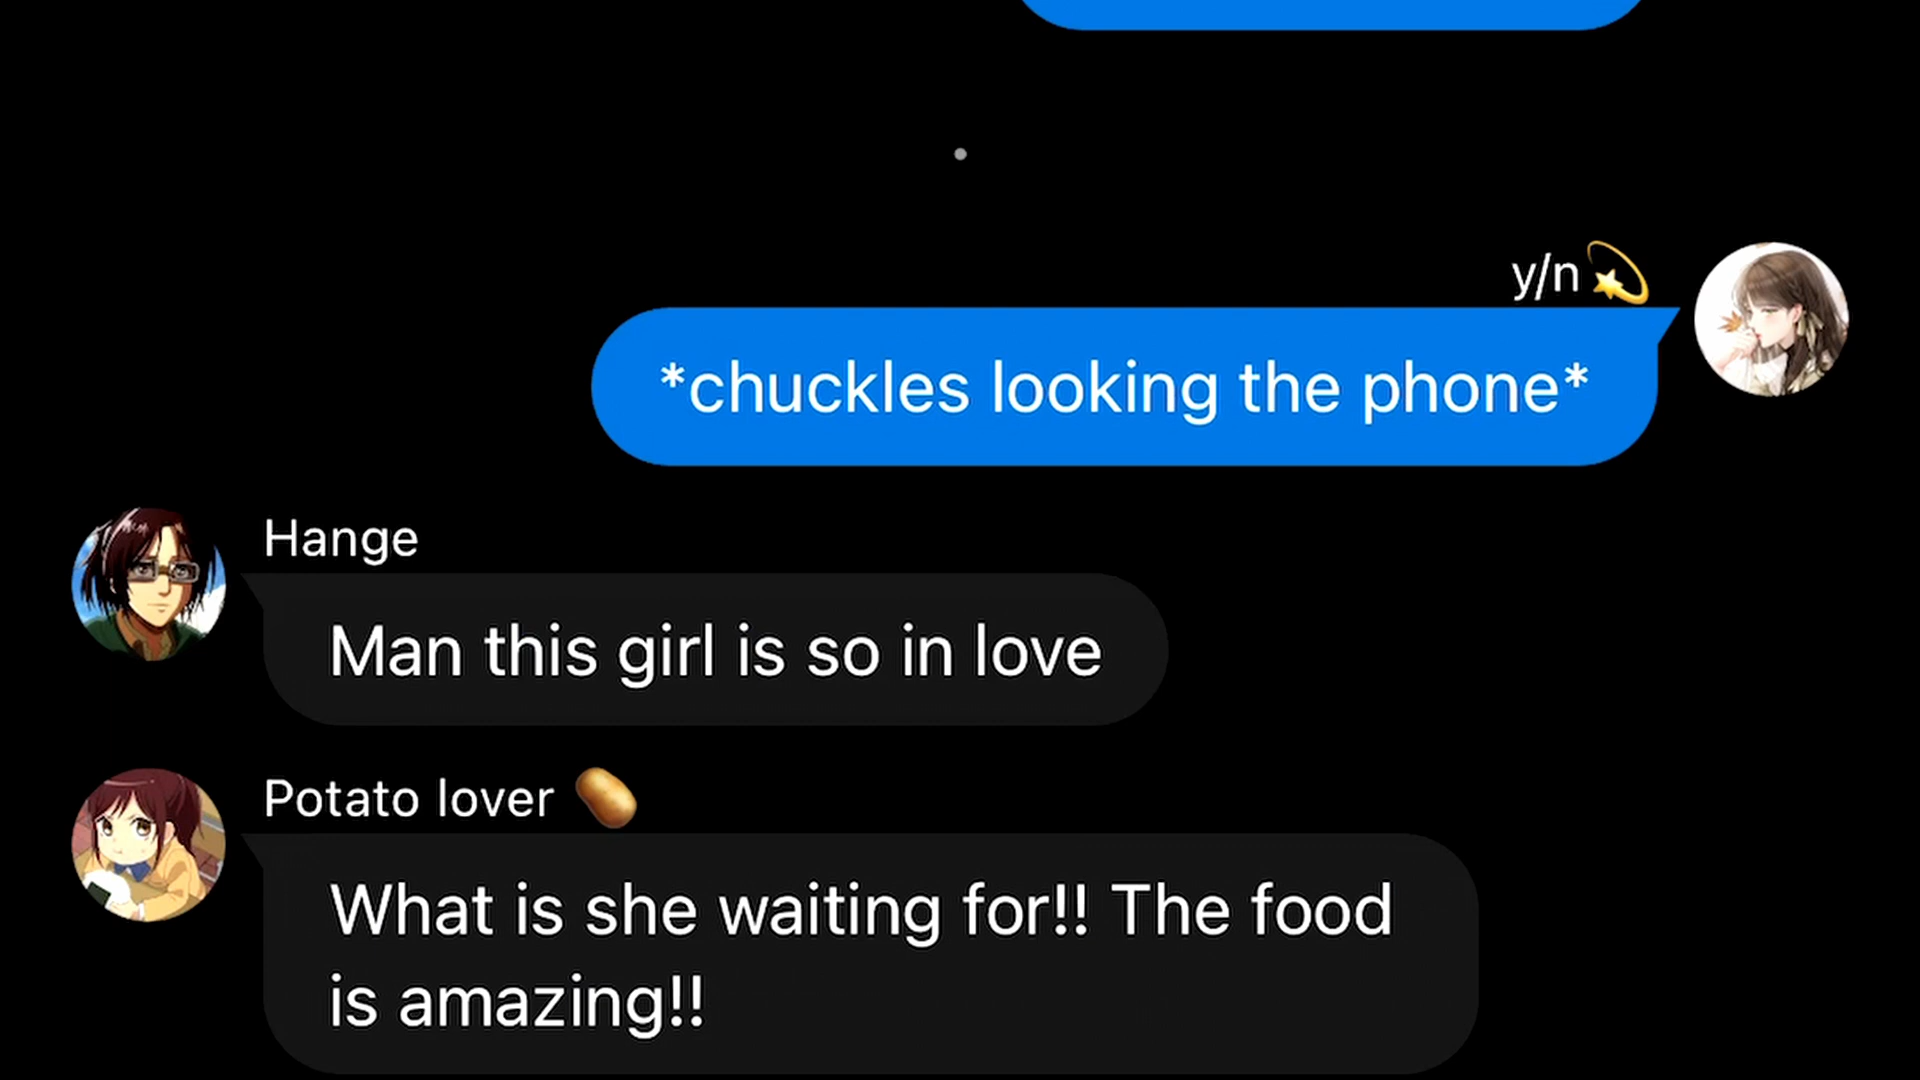 y/n💫
*chuckles looking the phone*
Hange
Man this girl is so in love
Potato lover 🥔
What is she waiting for!! The food
is amazing!!